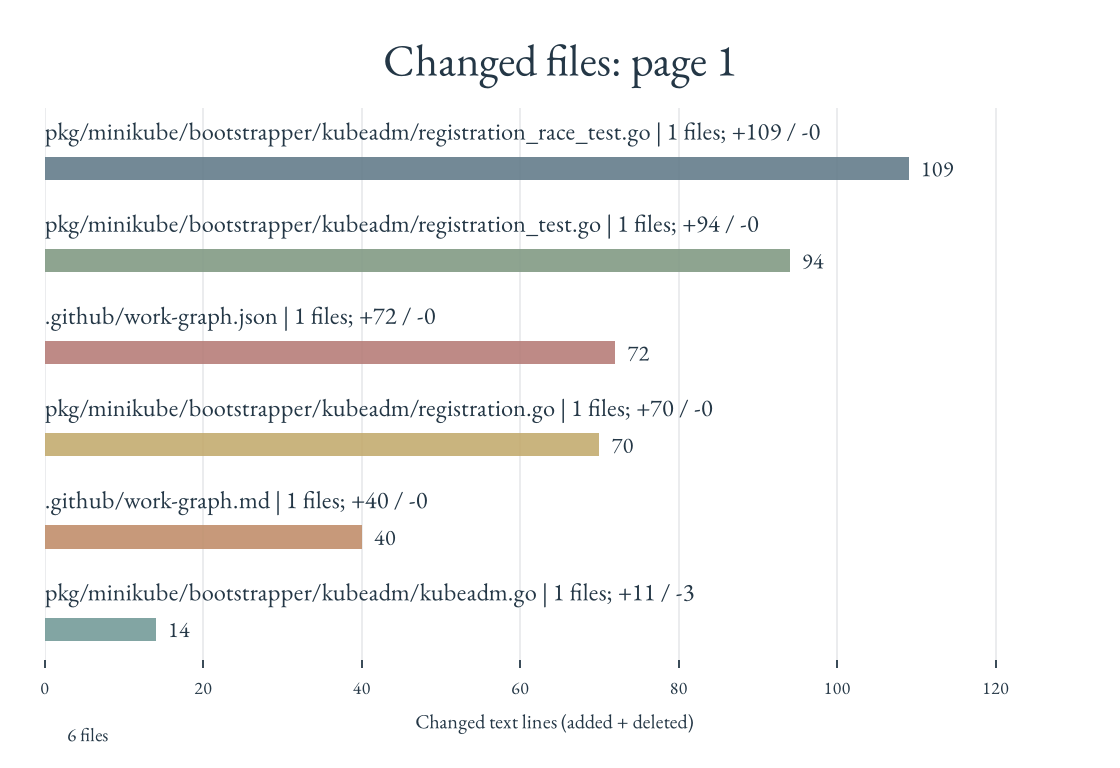 Changed files: page 1
pkg/minikube/bootstrapper/kubeadm/registration_race_test.go | 1 files; +109 / -0
109
pkg/minikube/bootstrapper/kubeadm/registration_test.go | 1 files; +94 / -0
94
.github/work-graph.json | 1 files; +72 / -0
72
pkg/minikube/bootstrapper/kubeadm/registration.go | 1 files; +70 / -0
70
.github/work-graph.md | 1 files; +40 / -0
40
pkg/minikube/bootstrapper/kubeadm/kubeadm.go | 1 files; +11 / -3
14
0 20 40 60 80 100 120
Changed text lines (added + deleted)
6 files